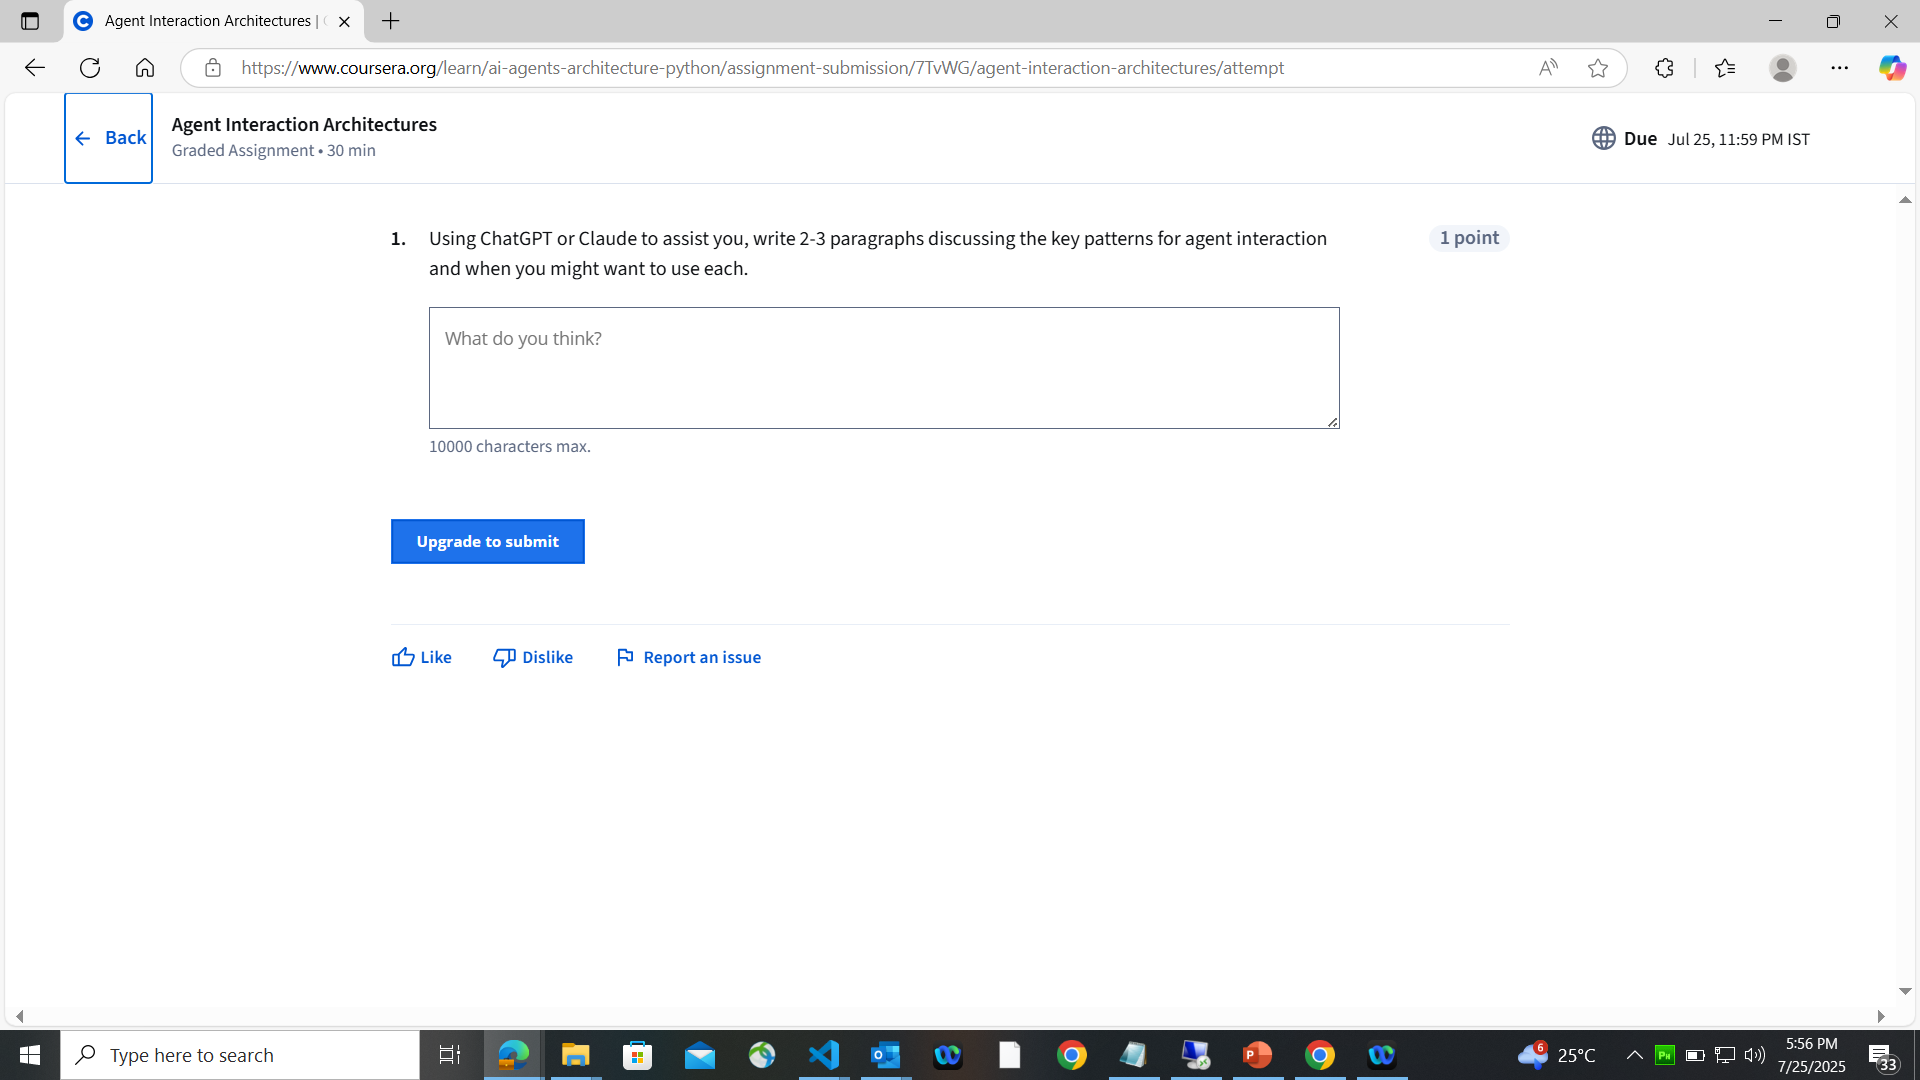 Agent Interaction Architectures |
https://www.coursera.org/learn/ai-agents-architecture-python/assignment-submission/7TvWG/agent-interaction-architectures/attempt
Back
Agent Interaction Architectures
Graded Assignment • 30 min
Due Jul 25, 11:59 PM IST
1. Using ChatGPT or Claude to assist you, write 2-3 paragraphs discussing the key patterns for agent interaction
and when you might want to use each.
1 point
What do you think?
10000 characters max.
Upgrade to submit
Like
Dislike
Report an issue
Type here to search
6
25°C
5:56 PM
7/25/2025
33